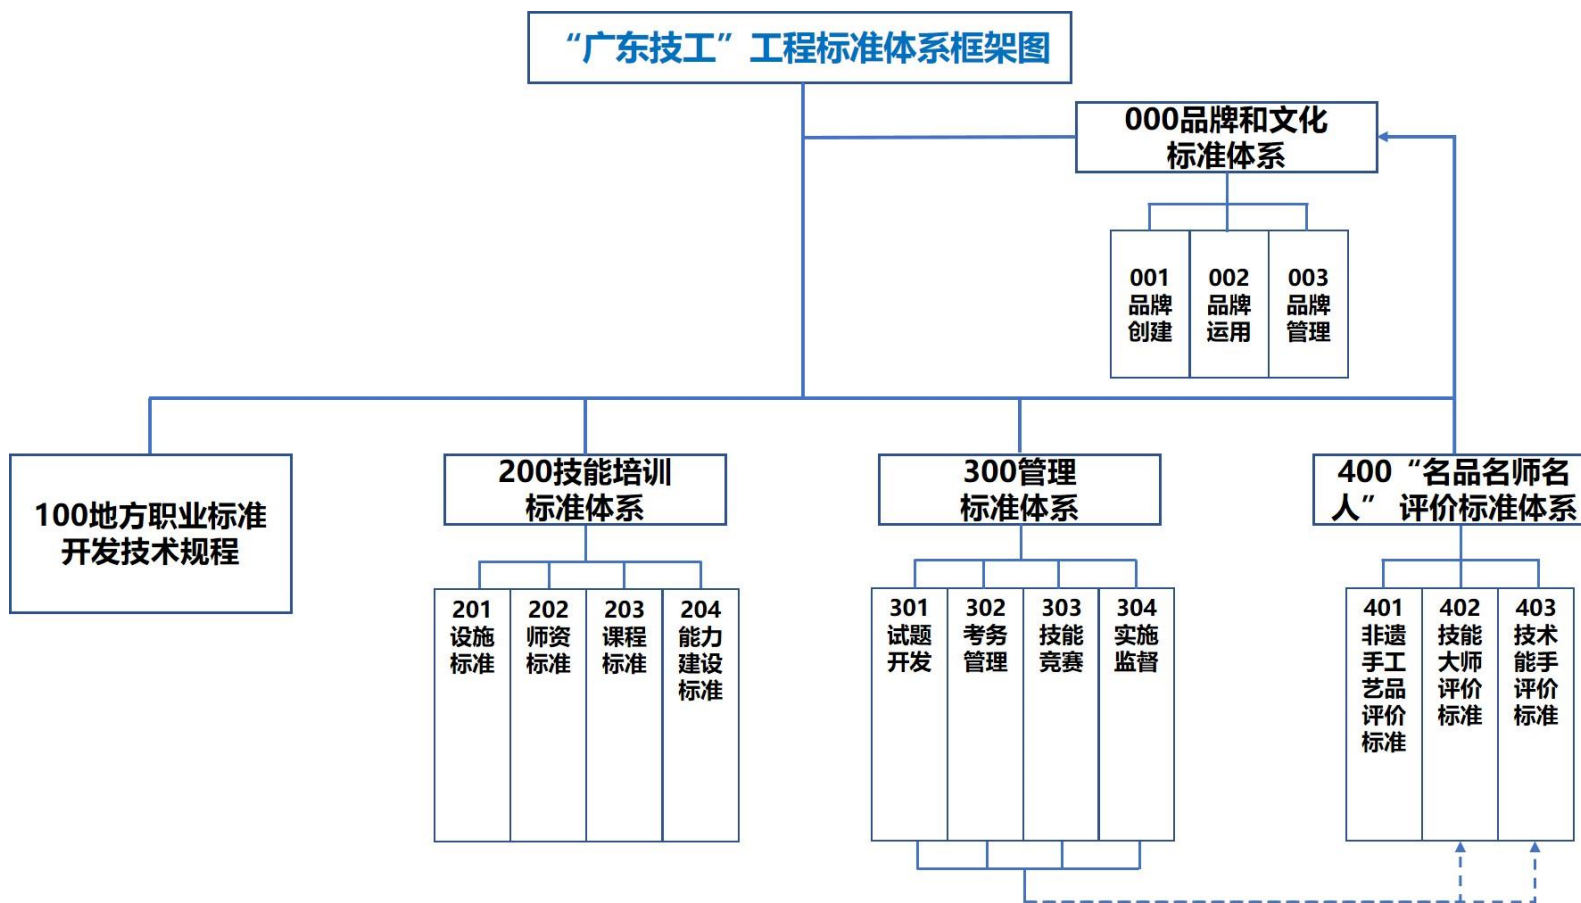 “广东技工”工程标准体系框架图
000品牌和文化
标准体系
001
品牌
创建
002
品牌
运用
003
品牌
管理
100地方职业标准
开发技术规程
200技能培训
标准体系
201
设施
标准
202
师资
标准
203
课程
标准
204
能力
建设
标准
300管理
标准体系
301
试题
开发
302
考务
管理
303
技能
竞赛
304
实施
监督
400“名品名师名
人”评价标准体系
401
非遗
手工
艺品
评价
标准
402
技能
大师
评价
标准
403
技术
能手
评价
标准